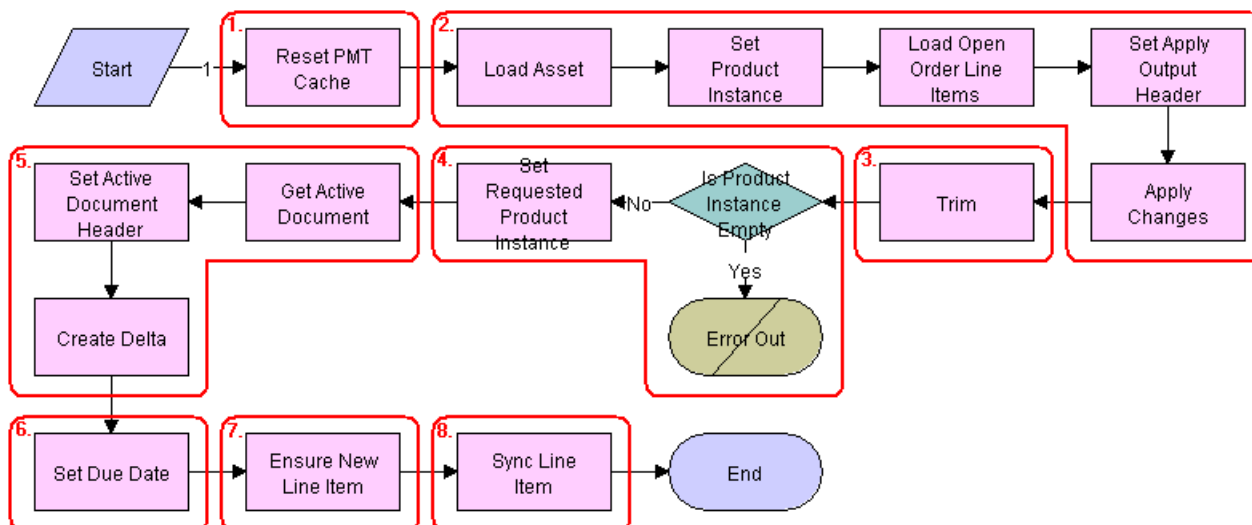 1.
2.
Start
1
Reset PMT
Cache
Load Asset
Set
Product
Instance
Load Open
Order Line
Items
Set Apply
Output
Header
5.
Set Active
Document
Header
Get Active
Document
4.
Set
Requested
Product
Instance
No
Is Product
Instance
Empty
3.
Trim
Apply
Changes
Yes
Create Delta
Error Out
6.
Set Due Date
7.
Ensure New
Line Item
8.
Sync Line
Item
End